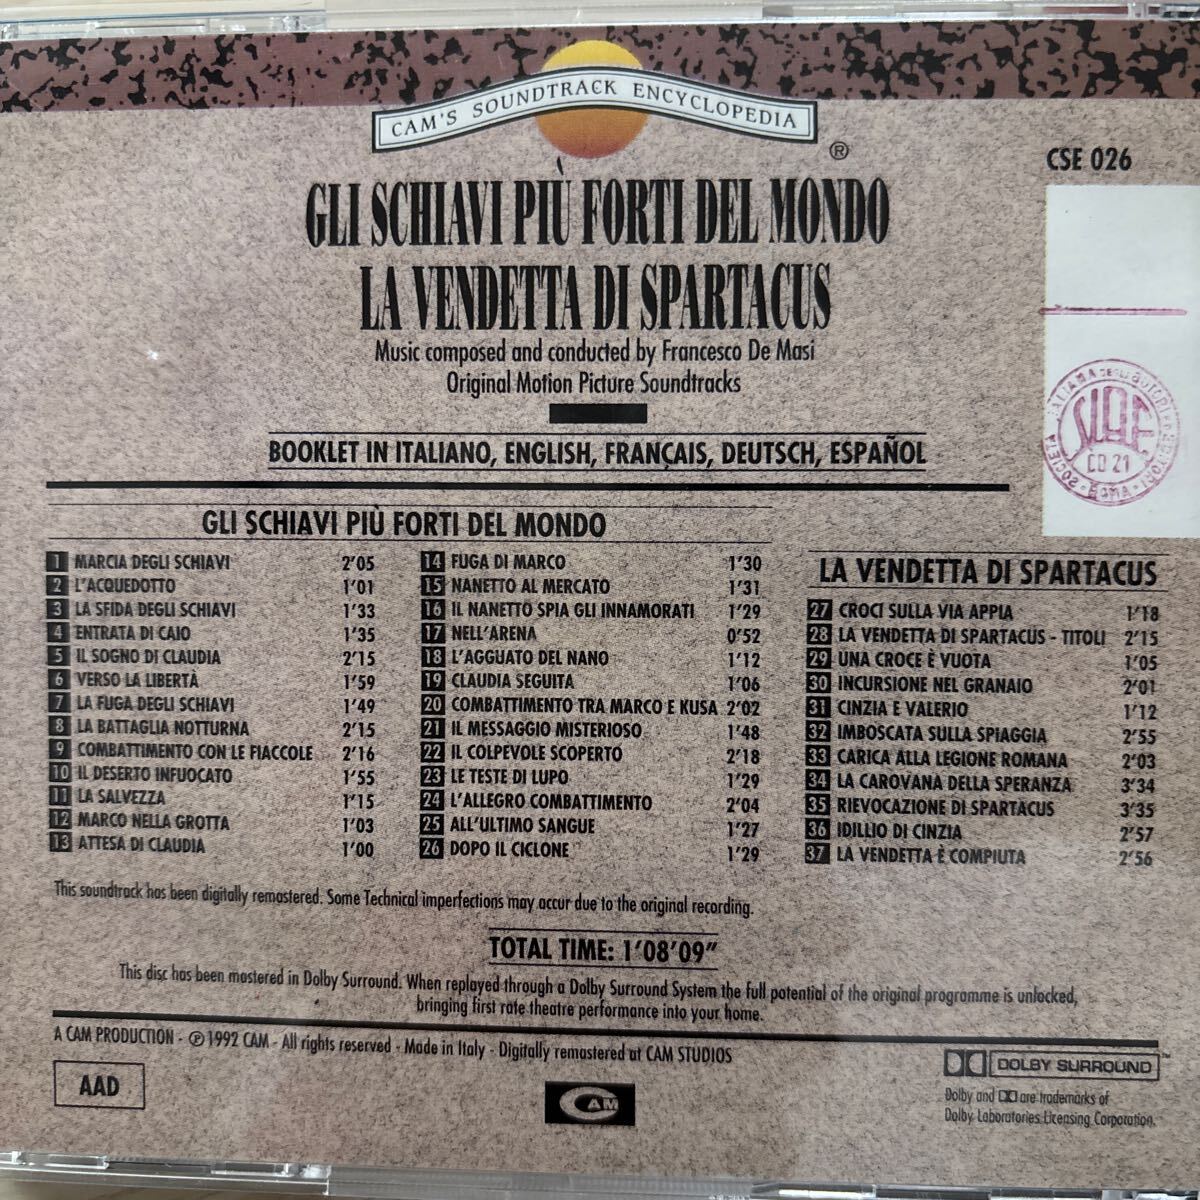 CAM'S SOUNDTRACK ENCYCLOPEDIA
®
CSE 026
GLI SCHIAVI PIÙ FORTI DEL MONDO
LA VENDETTA DI SPARTACUS
Music composed and conducted by Francesco De Masi
Original Motion Picture Soundtracks
SOCIETÀ ITALIANA DEGLI AUTORI ED EDITORI
SIAE
CD 21
ROMA
BOOKLET IN ITALIANO, ENGLISH, FRANÇAIS, DEUTSCH, ESPAÑOL
GLI SCHIAVI PIÙ FORTI DEL MONDO
1 MARCIA DEGLI SCHIAVI 2'05
2 L'ACQUEDOTTO 1'01
3 LA SFIDA DEGLI SCHIAVI 1'33
4 ENTRATA DI CAIO 1'35
5 IL SOGNO DI CLAUDIA 2'15
6 VERSO LA LIBERTÀ 1'59
7 LA FUGA DEGLI SCHIAVI 1'49
8 LA BATTAGLIA NOTTURNA 2'15
9 COMBATTIMENTO CON LE FIACCOLE 2'16
10 IL DESERTO INFUOCATO 1'55
11 LA SALVEZZA 1'15
12 MARCO NELLA GROTTA 1'03
13 ATTESA DI CLAUDIA 1'00
14 FUGA DI MARCO 1'30
15 NANETTO AL MERCATO 1'31
16 IL NANETTO SPIA GLI INNAMORATI 1'29
17 NELL'ARENA 0'52
18 L'AGGUATO DEL NANO 1'12
19 CLAUDIA SEGUITA 1'06
20 COMBATTIMENTO TRA MARCO E KUSA 2'02
21 IL MESSAGGIO MISTERIOSO 1'48
22 IL COLPEVOLE SCOPERTO 2'18
23 LE TESTE DI LUPO 1'29
24 L'ALLEGRO COMBATTIMENTO 2'04
25 ALL'ULTIMO SANGUE 1'27
26 DOPO IL CICLONE 1'29
LA VENDETTA DI SPARTACUS
27 CROCI SULLA VIA APPIA 1'18
28 LA VENDETTA DI SPARTACUS - TITOLI 2'15
29 UNA CROCE È VUOTA 1'05
30 INCURSIONE NEL GRANAIO 2'01
31 CINZIA E VALERIO 1'12
32 IMBOSCATA SULLA SPIAGGIA 2'55
33 CARICA ALLA LEGIONE ROMANA 2'03
34 LA CAROVANA DELLA SPERANZA 3'34
35 RIEVOCAZIONE DI SPARTACUS 3'35
36 IDILLIO DI CINZIA 2'57
37 LA VENDETTA È COMPIUTA 2'56
This soundtrack has been digitally remastered. Some Technical imperfections may accur due to the original recording.
TOTAL TIME: 1'08'09"
This disc has been mastered in Dolby Surround. When replayed through a Dolby Surround System the full potential of the original programme is unlocked,
bringing first rate theatre performance into your home.
A CAM PRODUCTION - ℗1992 CAM - All rights reserved - Made in Italy - Digitally remastered at CAM STUDIOS
AAD
CAM
DOLBY SURROUND™
Dolby and are trademarks of
Dolby Laboratories Licensing Corporation.